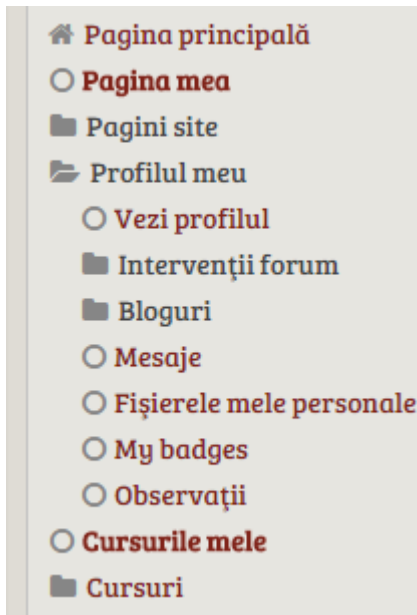 Pagina principală
Pagina mea
Pagini site
Profilul meu
Vezi profilul
Intervenţii forum
Bloguri
Mesaje
Fişierele mele personale
My badges
Observaţii
Cursurile mele
Cursuri